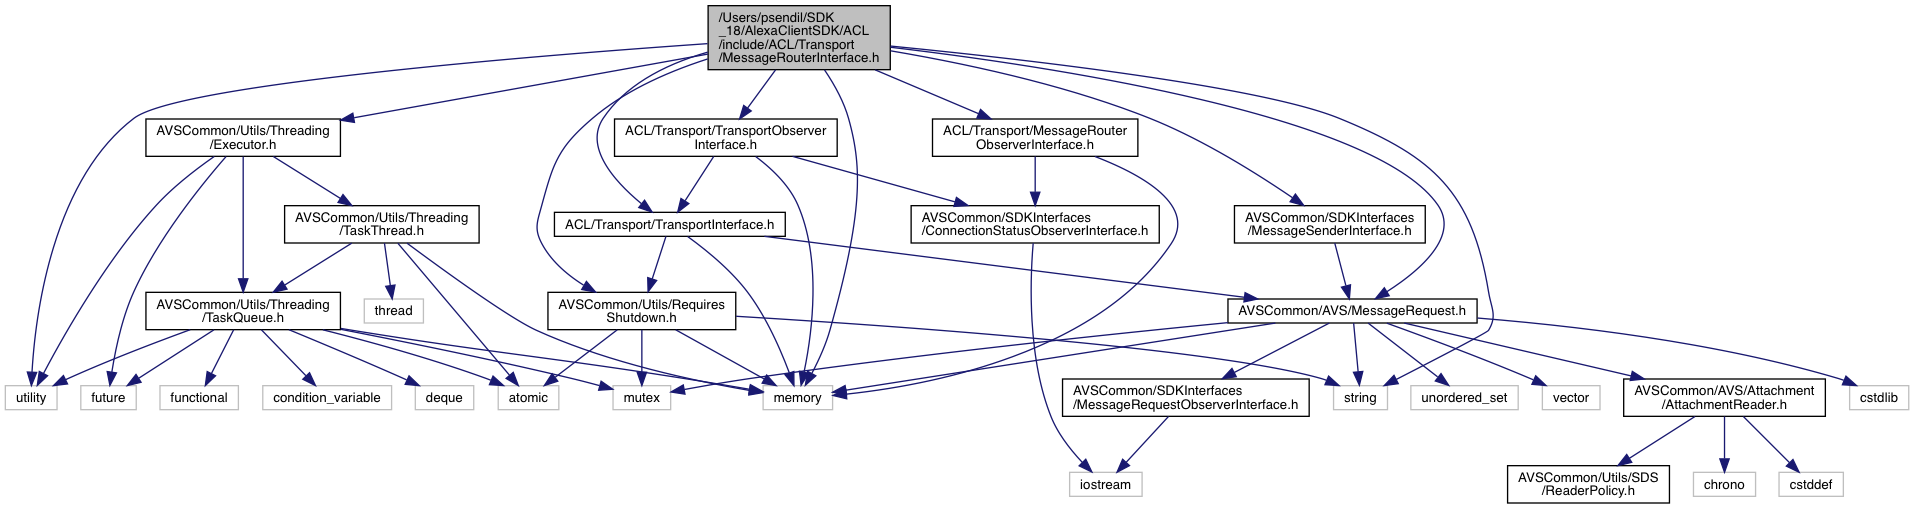 /Users/psendil/SDK
_18/AlexaClientSDK/ACL
/include/ACL/Transport
/MessageRouterInterface.h
AVSCommon/Utils/Threading
/Executor.h
ACL/Transport/TransportObserver
Interface.h
ACL/Transport/MessageRouter
ObserverInterface.h
AVSCommon/Utils/Threading
/TaskThread.h
ACL/Transport/TransportInterface.h
AVSCommon/SDKInterfaces
/ConnectionStatusObserverInterface.h
AVSCommon/SDKInterfaces
/MessageSenderInterface.h
AVSCommon/Utils/Threading
/TaskQueue.h
thread
AVSCommon/Utils/Requires
Shutdown.h
AVSCommon/AVS/MessageRequest.h
utility
future
functional
condition_variable
deque
atomic
mutex
memory
AVSCommon/SDKInterfaces
/MessageRequestObserverInterface.h
string
unordered_set
vector
AVSCommon/AVS/Attachment
/AttachmentReader.h
cstdlib
iostream
AVSCommon/Utils/SDS
/ReaderPolicy.h
chrono
cstddef